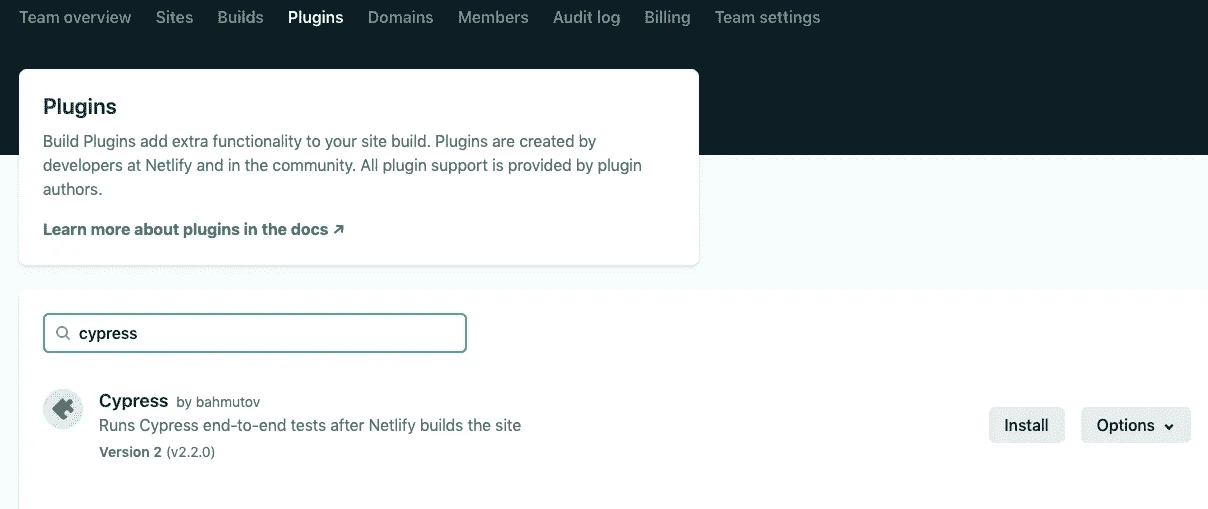 Team overview Sites Builds Plugins Domains Members Audit log Billing Team settings
Plugins
Build Plugins add extra functionality to your site build. Plugins are created by
developers at Netlify and in the community. All plugin support is provided by plugin
authors.
Learn more about plugins in the docs ↗
cypress
Cypress by bahmutov
Runs Cypress end-to-end tests after Netlify builds the site
Install Options
Version 2 (v2.2.0)